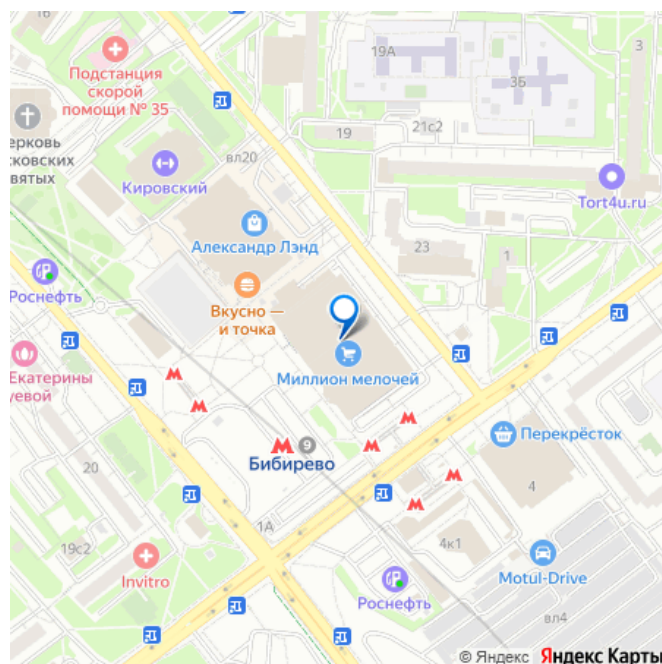 19А
3
Подстанция
скорой
помощи № 35
3Б
21с2
19
ерковь
сковских
вятых
вл20
Кировский
Tort4u.ru
Александр Лэнд
23
1
Роснефть
Вкусно —
и точка
Екатерины
уевой
Миллион мелочей
М
М
М
М
М
9
Бибирево
Перекрёсток
20
М
М
4
1А
19с2
4к1
Invitro
Motul-Drive
Роснефть
вл4
© Яндекс Яндекс Карты